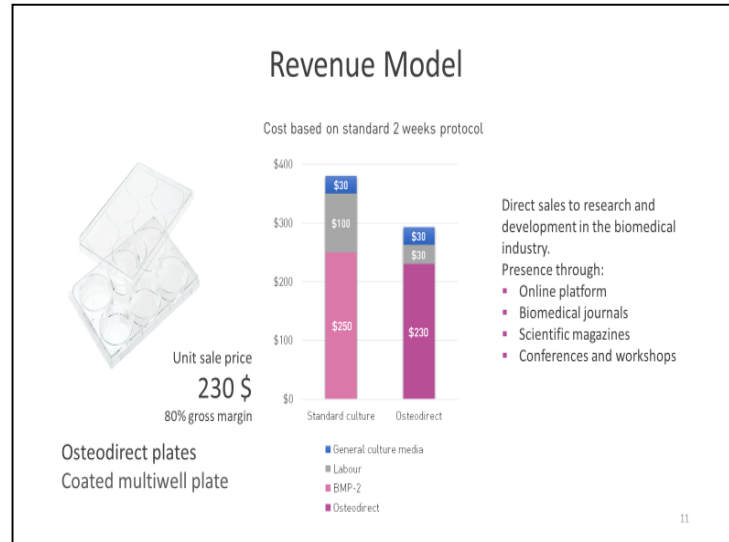 Revenue Model
Cost based on standard 2 weeks protocol
$400
$300
$200
$100
$0
$30
$100
$250
$30
$30
$230
Standard culture
Osteodirect
General culture media
Labour
BMP-2
Osteodirect
Unit sale price
230 $
80% gross margin
Osteodirect plates
Coated multiwell plate
Direct sales to research and
development in the biomedical
industry.
Presence through:
▪ Online platform
▪ Biomedical journals
▪ Scientific magazines
▪ Conferences and workshops
11